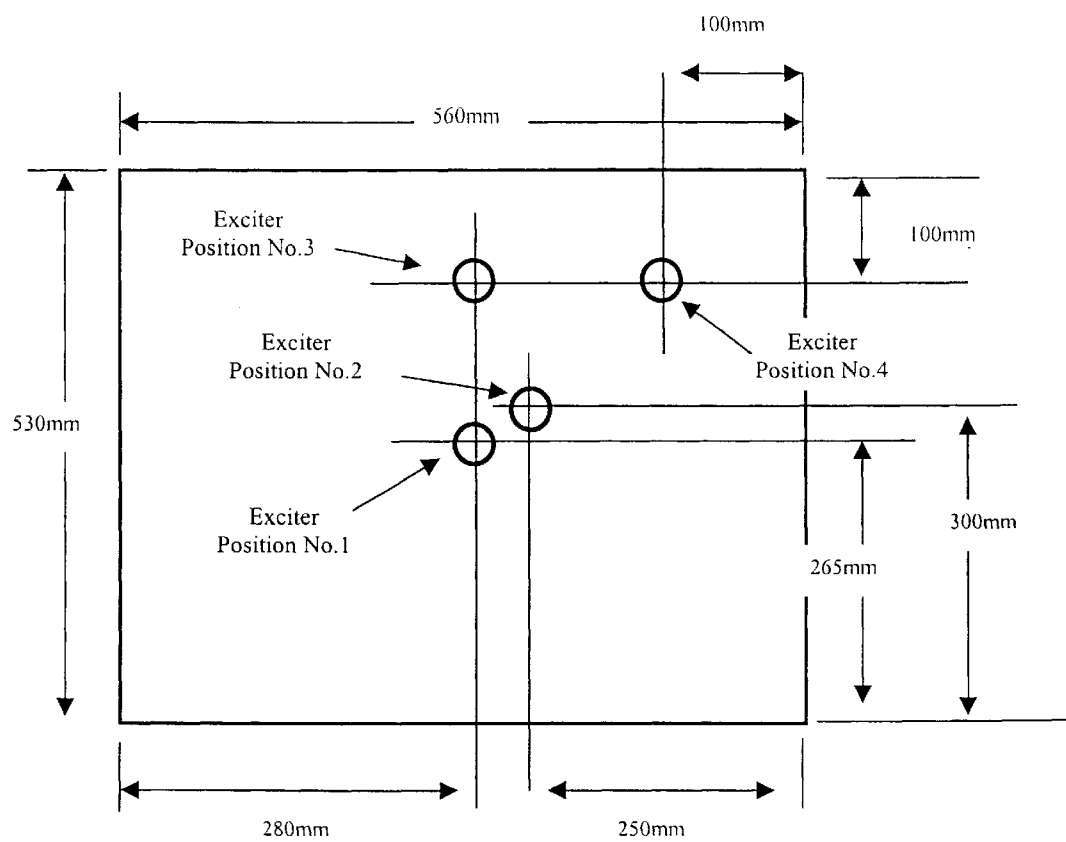 100mm
560mm
Exciter
Position No.3
100mm
Exciter
Position No.2
Exciter
Position No.4
530mm
Exciter
Position No.1
300mm
265mm
280mm
250mm